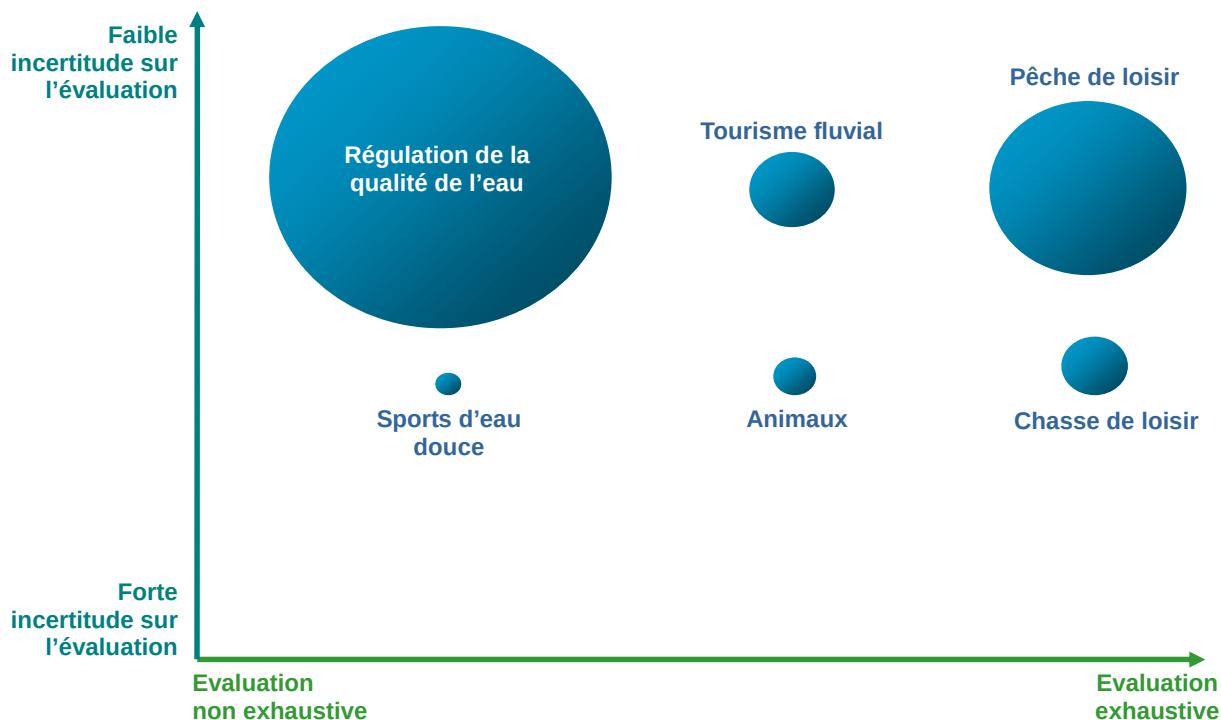 Faible
incertitude sur
l’évaluation
Régulation de la
qualité de l’eau
Tourisme fluvial
Pêche de loisir
Sports d’eau
douce
Animaux
Chasse de loisir
Forte
incertitude sur
l’évaluation
Evaluation
non exhaustive
Evaluation
exhaustive